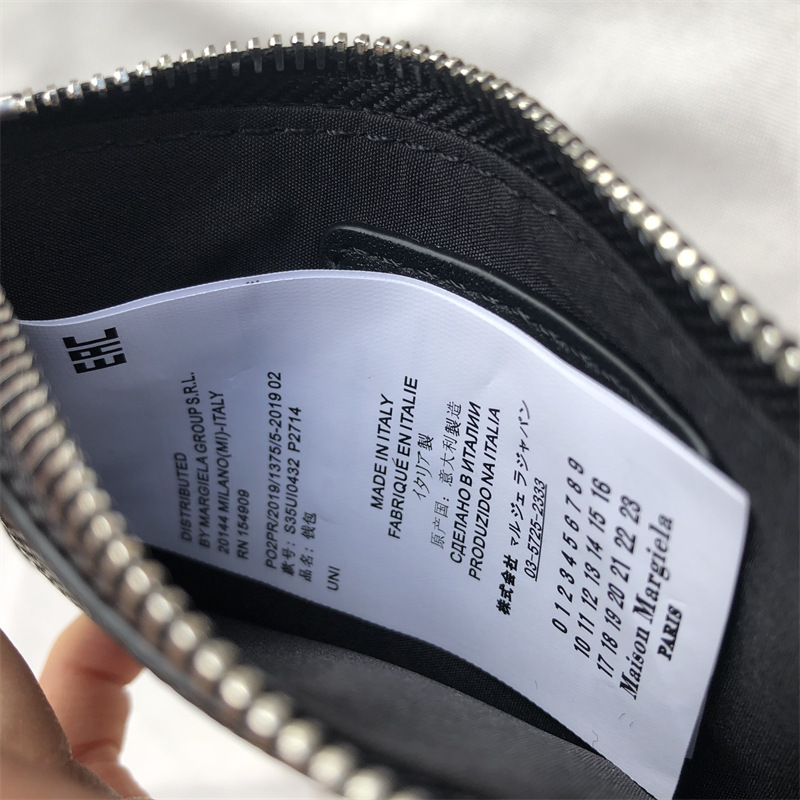 EAC
DISTRIBUTED
BY MARGIELA GROUP S.R.L.
20144 MILANO(MI)-ITALY
RN 154909
PO2PR/2019/1375/5-2019 02
款号: S35UI0432 P2714
品名: 钱包
UNI
MADE IN ITALY
FABRIQUÉ EN ITALIE
イタリア製
原产国: 意大利製造
СДЕЛАНО В ИТАЛИИ
PRODUZIDO NA ITALIA
株式会社 マルジェラジャパン
03-5725-2333
0 1 2 3 4 5 6 7 8 9
10 11 12 13 14 15 16
17 18 19 20 21 22 23
Maison Margiela
PARIS